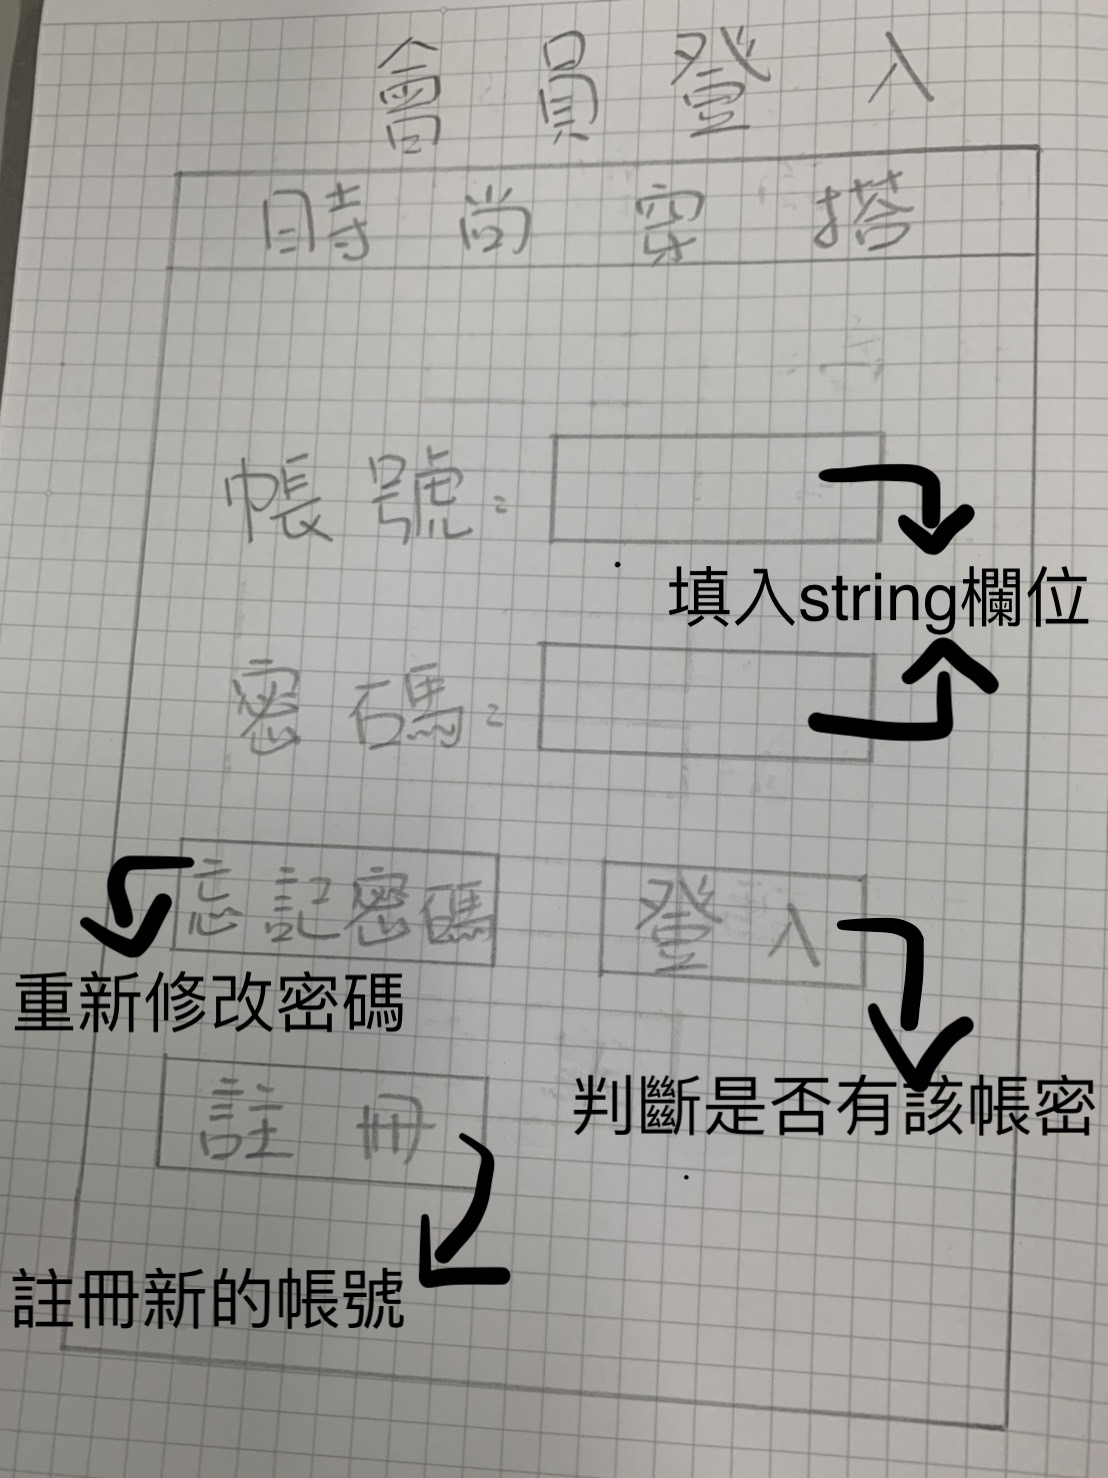 會員登入
時尚穿搭
帳號:
填入string欄位
密碼:
忘記密碼 登入
重新修改密碼
判斷是否有該帳密
註冊
註冊新的帳號